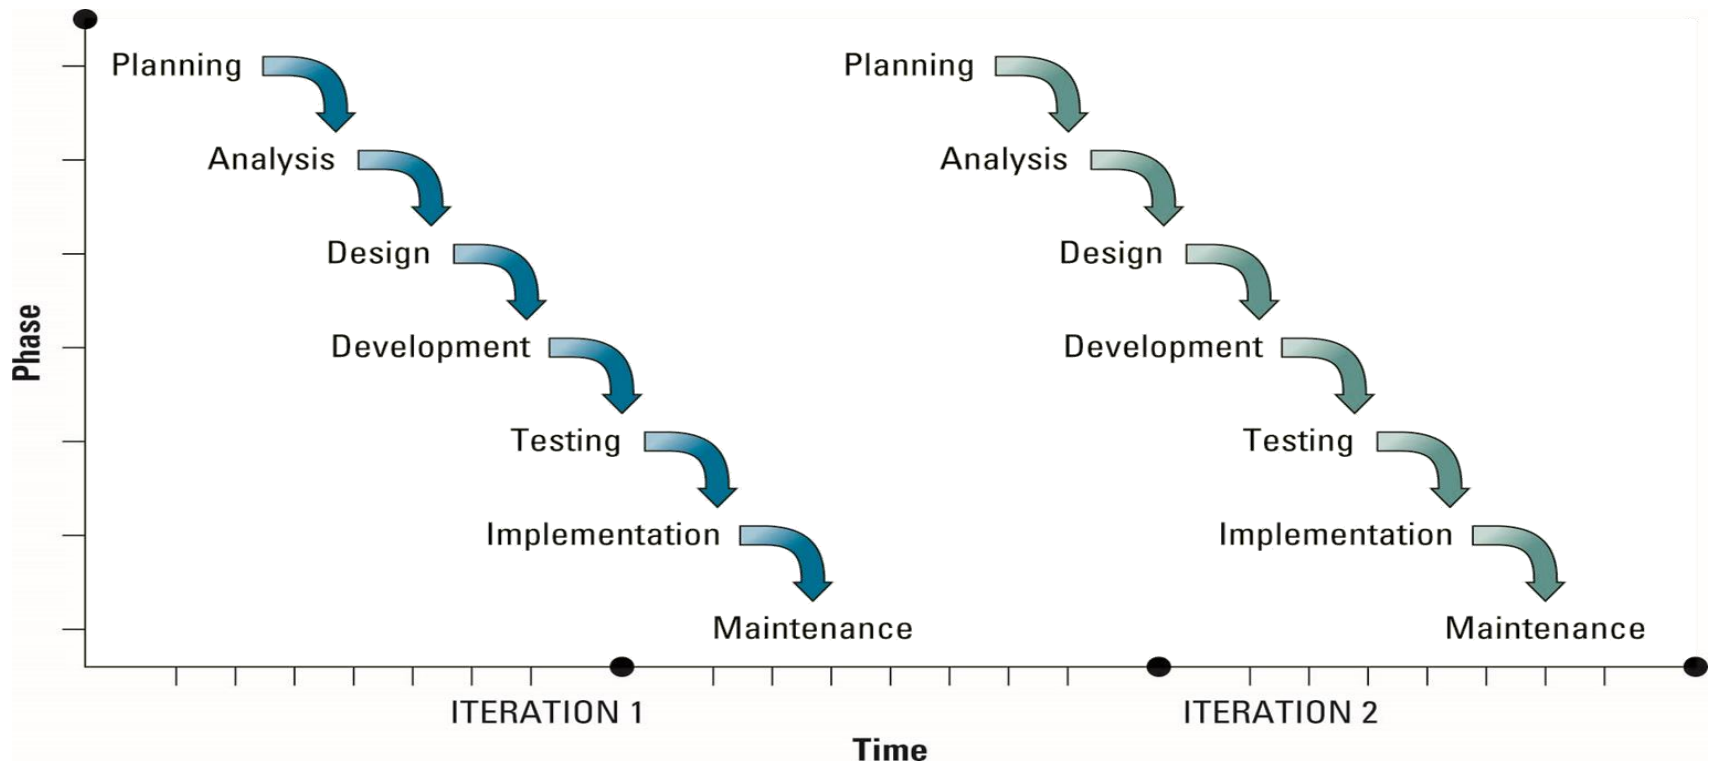 Planning
Analysis
Design
Development
Testing
Implementation
Maintenance
Planning
Analysis
Design
Development
Testing
Implementation
Maintenance
Phase
ITERATION 1
ITERATION 2
Time